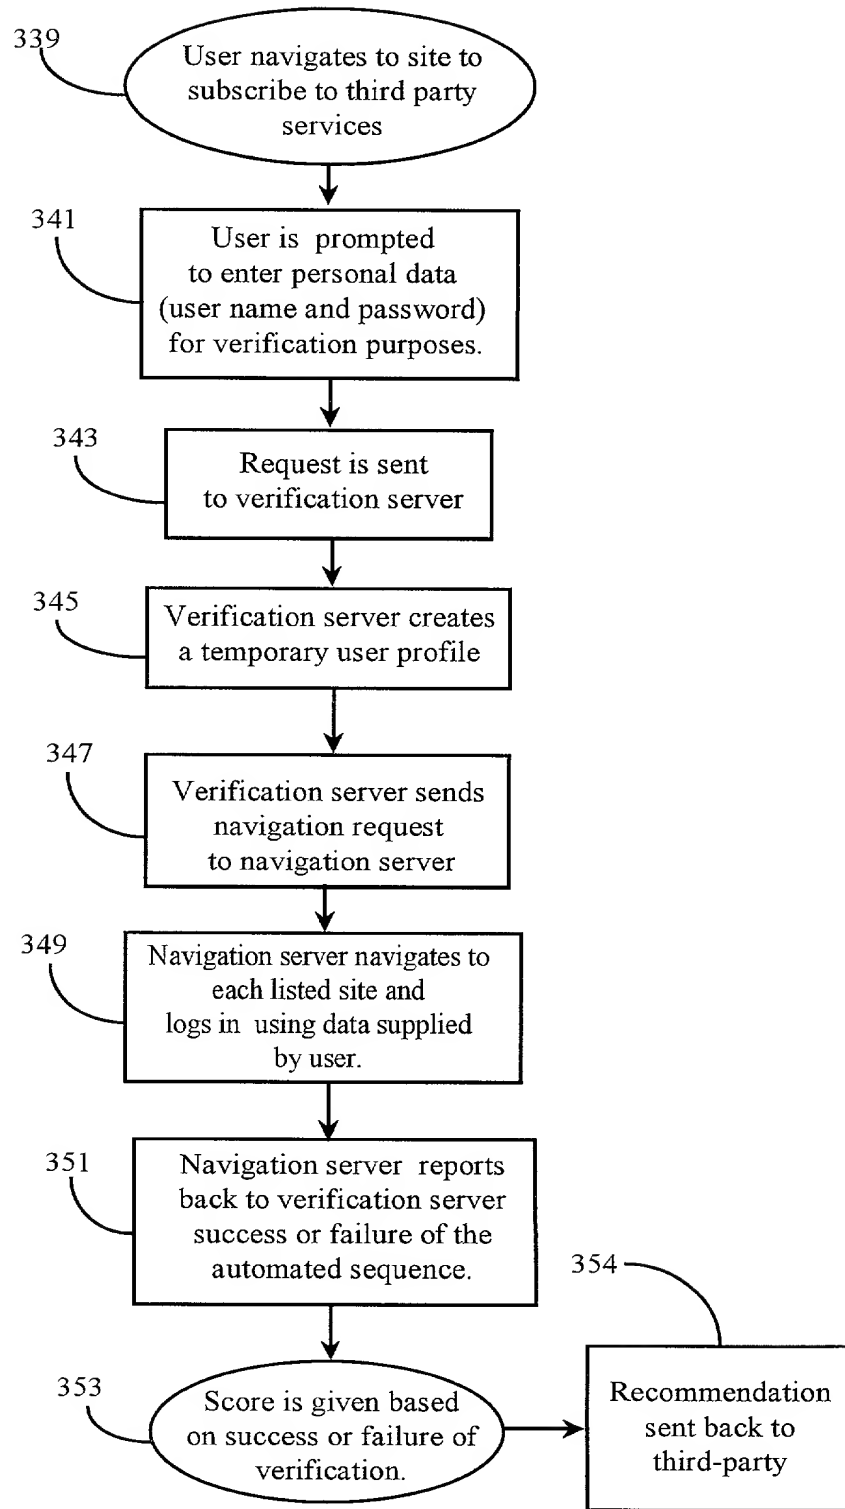 339
User navigates to site to
subscribe to third party
services
341
User is prompted
to enter personal data
(user name and password)
for verification purposes.
343
Request is sent
to verification server
345
Verification server creates
a temporary user profile
347
Verification server sends
navigation request
to navigation server
349
Navigation server navigates to
each listed site and
logs in using data supplied
by user.
351
Navigation server reports
back to verification server
success or failure of the
automated sequence.
353
Score is given based
on success or failure of
verification.
354
Recommendation
sent back to
third-party